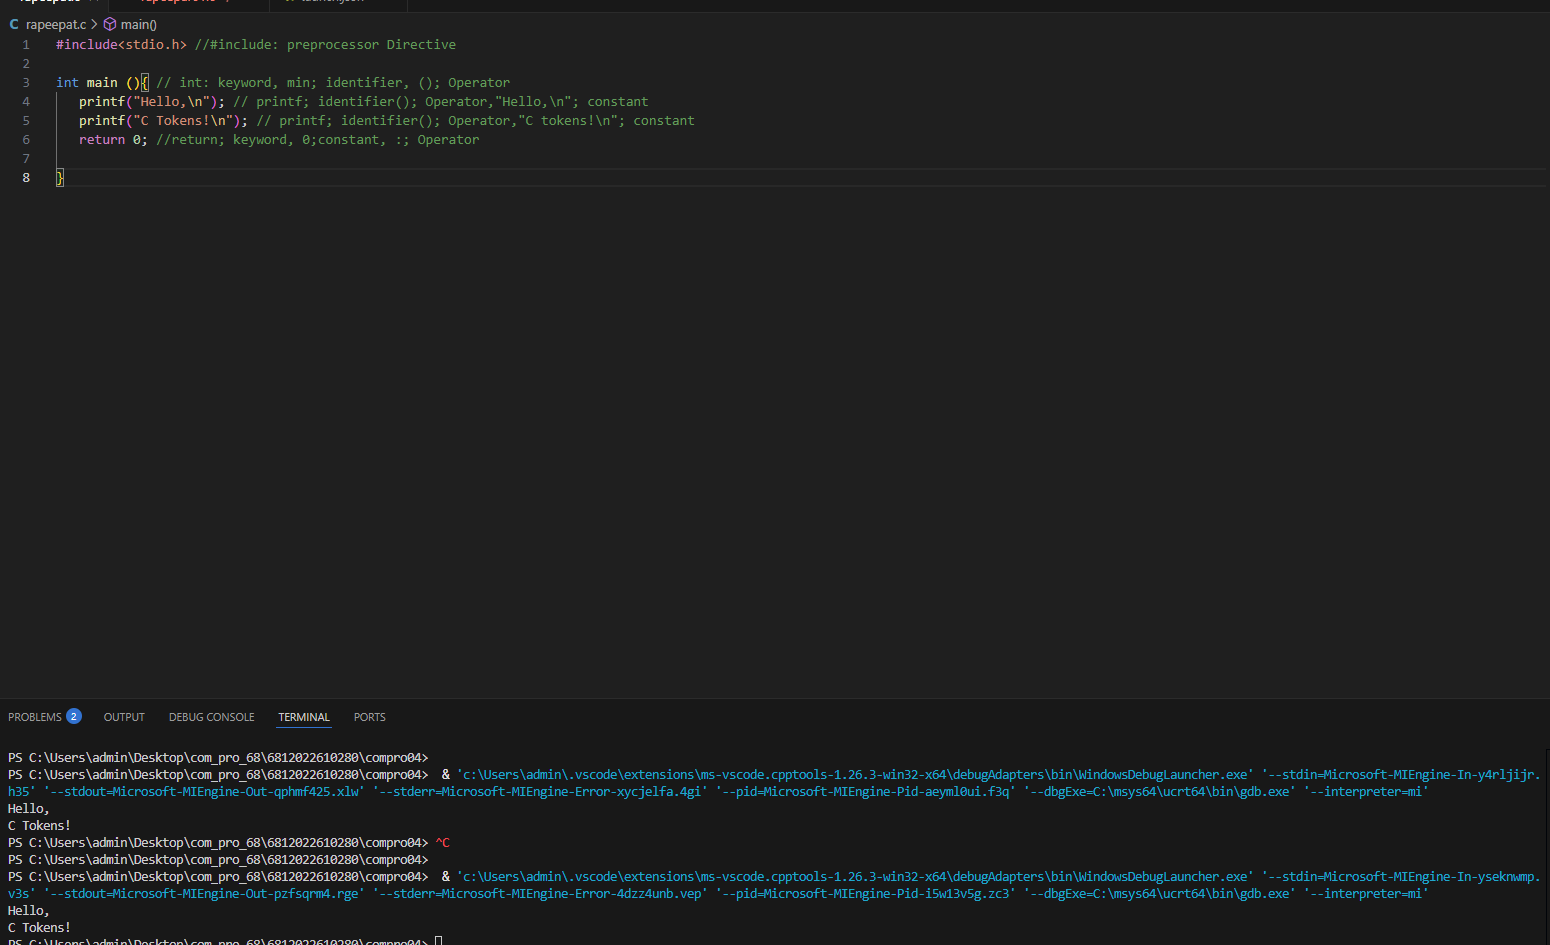 C rapeepat.c > main()
1 #include<stdio.h> //#include: preprocessor Directive
2
3 int main (){ // int: keyword, min; identifier, (); Operator
4 printf("Hello,\n"); // printf; identifier(); Operator,"Hello,\n"; constant
5 printf("C Tokens!\n"); // printf; identifier(); Operator,"C tokens!\n"; constant
6 return 0; //return; keyword, 0;constant, :; Operator
7
8 }
PROBLEMS 2 OUTPUT DEBUG CONSOLE TERMINAL PORTS
PS C:\Users\admin\Desktop\com_pro_68\6812022610280\compro04>
PS C:\Users\admin\Desktop\com_pro_68\6812022610280\compro04> & 'c:\Users\admin\.vscode\extensions\ms-vscode.cpptools-1.26.3-win32-x64\debugAdapters\bin\WindowsDebugLauncher.exe' '--stdin=Microsoft-MIEngine-In-y4rljijr.
h35' '--stdout=Microsoft-MIEngine-Out-qphmf425.xlw' '--stderr=Microsoft-MIEngine-Error-xycjelfa.4gi' '--pid=Microsoft-MIEngine-Pid-aeyml0ui.f3q' '--dbgExe=C:\msys64\ucrt64\bin\gdb.exe' '--interpreter=mi'
Hello,
C Tokens!
PS C:\Users\admin\Desktop\com_pro_68\6812022610280\compro04> ^C
PS C:\Users\admin\Desktop\com_pro_68\6812022610280\compro04>
PS C:\Users\admin\Desktop\com_pro_68\6812022610280\compro04> & 'c:\Users\admin\.vscode\extensions\ms-vscode.cpptools-1.26.3-win32-x64\debugAdapters\bin\WindowsDebugLauncher.exe' '--stdin=Microsoft-MIEngine-In-yseknwmp.
v3s' '--stdout=Microsoft-MIEngine-Out-pzfsqrm4.rge' '--stderr=Microsoft-MIEngine-Error-4dzz4unb.vep' '--pid=Microsoft-MIEngine-Pid-i5w13v5g.zc3' '--dbgExe=C:\msys64\ucrt64\bin\gdb.exe' '--interpreter=mi'
Hello,
C Tokens!
PS C:\Users\admin\Desktop\com_pro_68\6812022610280\compro04>